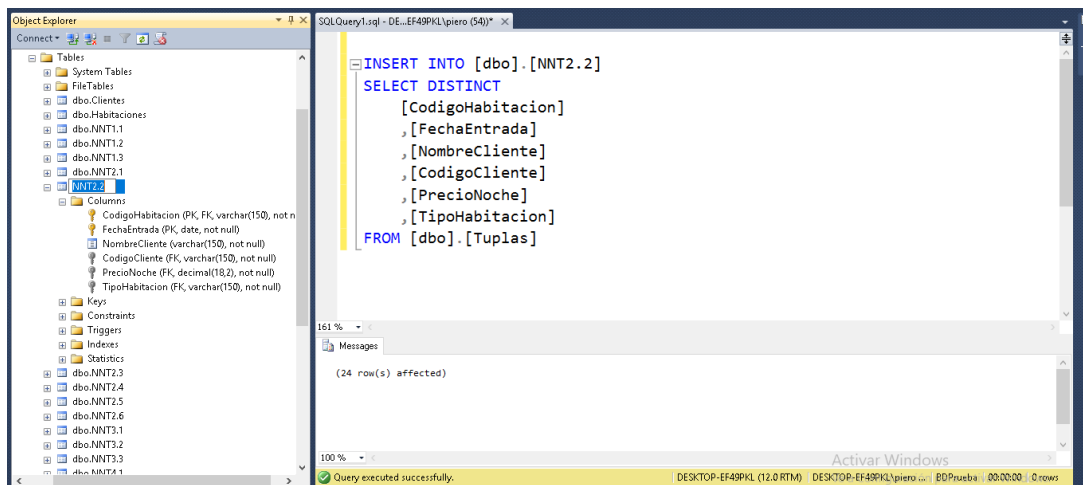 Object Explorer
Connect
Tables
System Tables
FileTables
dbo.Clientes
dbo.Habitaciones
dbo.NNT1.1
dbo.NNT1.2
dbo.NNT1.3
dbo.NNT2.1
NNT2.2
Columns
CodigoHabitacion (PK, FK, varchar(150), not n
FechaEntrada (PK, date, not null)
NombreCliente (varchar(150), not null)
CodigoCliente (FK, varchar(150), not null)
PrecioNoche (FK, decimal(18,2), not null)
TipoHabitacion (FK, varchar(150), not null)
Keys
Constraints
Triggers
Indexes
Statistics
dbo.NNT2.3
dbo.NNT2.4
dbo.NNT2.5
dbo.NNT2.6
dbo.NNT3.1
dbo.NNT3.2
dbo.NNT3.3
dbo.NNT4.1
SQLQuery1.sql - DE...EF49PKL\piero (54))*
INSERT INTO [dbo].[NNT2.2]
SELECT DISTINCT
[CodigoHabitacion]
,[FechaEntrada]
,[NombreCliente]
,[CodigoCliente]
,[PrecioNoche]
,[TipoHabitacion]
FROM [dbo].[Tuplas]
161 %
Messages
(24 row(s) affected)
100 %
Activar Windows
Query executed successfully.
DESKTOP-EF49PKL (12.0 RTM)
DESKTOP-EF49PKL\piero ...
BDPrueba
00:00:00
0 rows